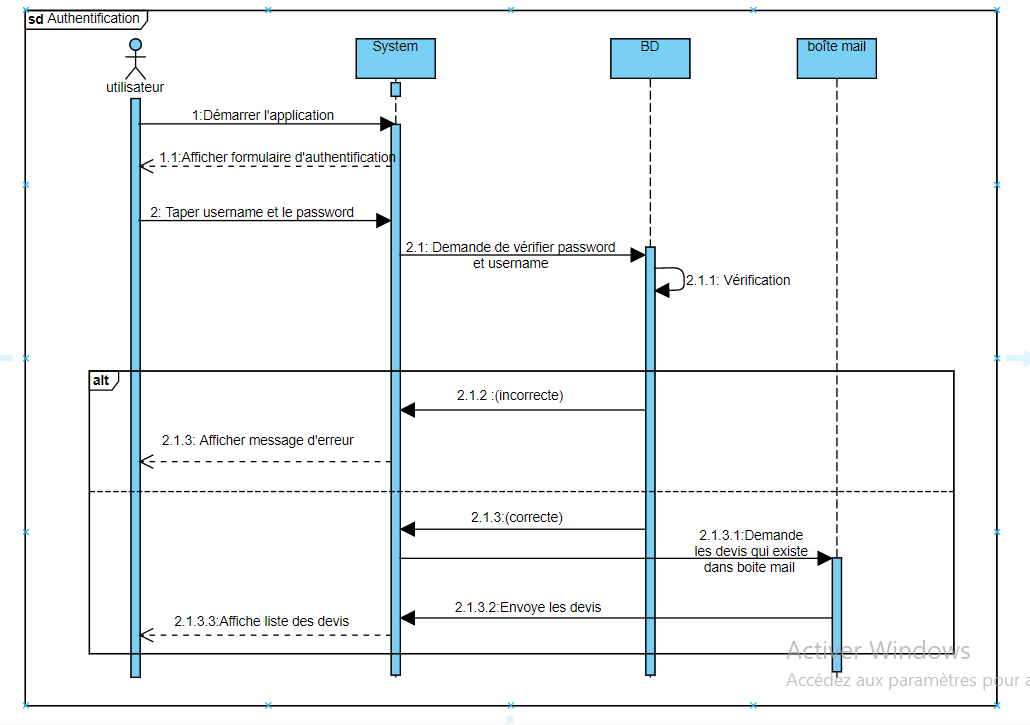 sd Authentification
utilisateur
System
BD
boîte mail
1:Démarrer l'application
1.1:Afficher formulaire d'authentification
2: Taper username et le password
2.1: Demande de vérifier password
et username
2.1.1: Vérification
alt
2.1.2 :(incorrecte)
2.1.3: Afficher message d'erreur
2.1.3:(correcte)
2.1.3.1:Demande
les devis qui existe
dans boite mail
2.1.3.2:Envoye les devis
2.1.3.3:Affiche liste des devis
Activer Windows
Accédez aux paramètres pour a